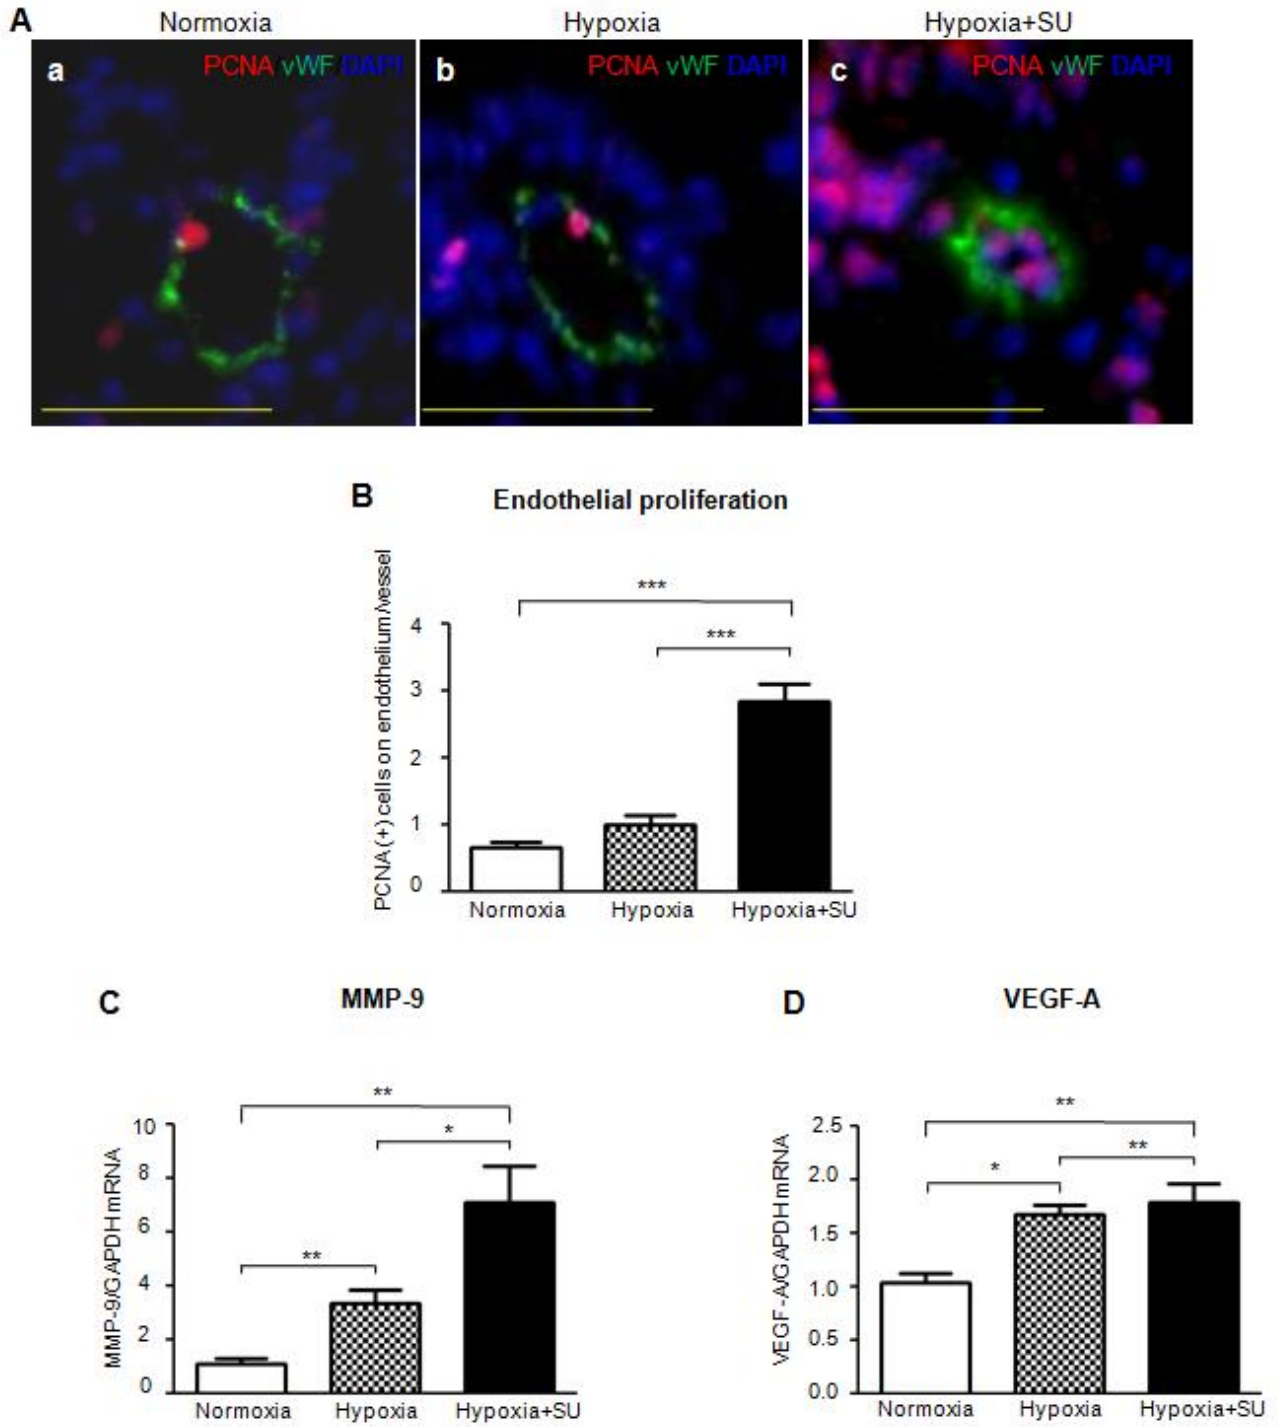 A
Normoxia Hypoxia Hypoxia+SU
a PCNA vWF DAPI b PCNA vWF DAPI c PCNA vWF DAPI
B Endothelial proliferation
PCNA (+) cells on endothelium/vessel
***
***
4
3
2
1
0
Normoxia Hypoxia Hypoxia+SU
C MMP-9
MMP-9/GAPDH mRNA
**
*
**
10
8
6
4
2
0
Normoxia Hypoxia Hypoxia+SU
D VEGF-A
VEGF-A/GAPDH mRNA
**
**
*
2.5
2.0
1.5
1.0
0.5
0.0
Normoxia Hypoxia Hypoxia+SU